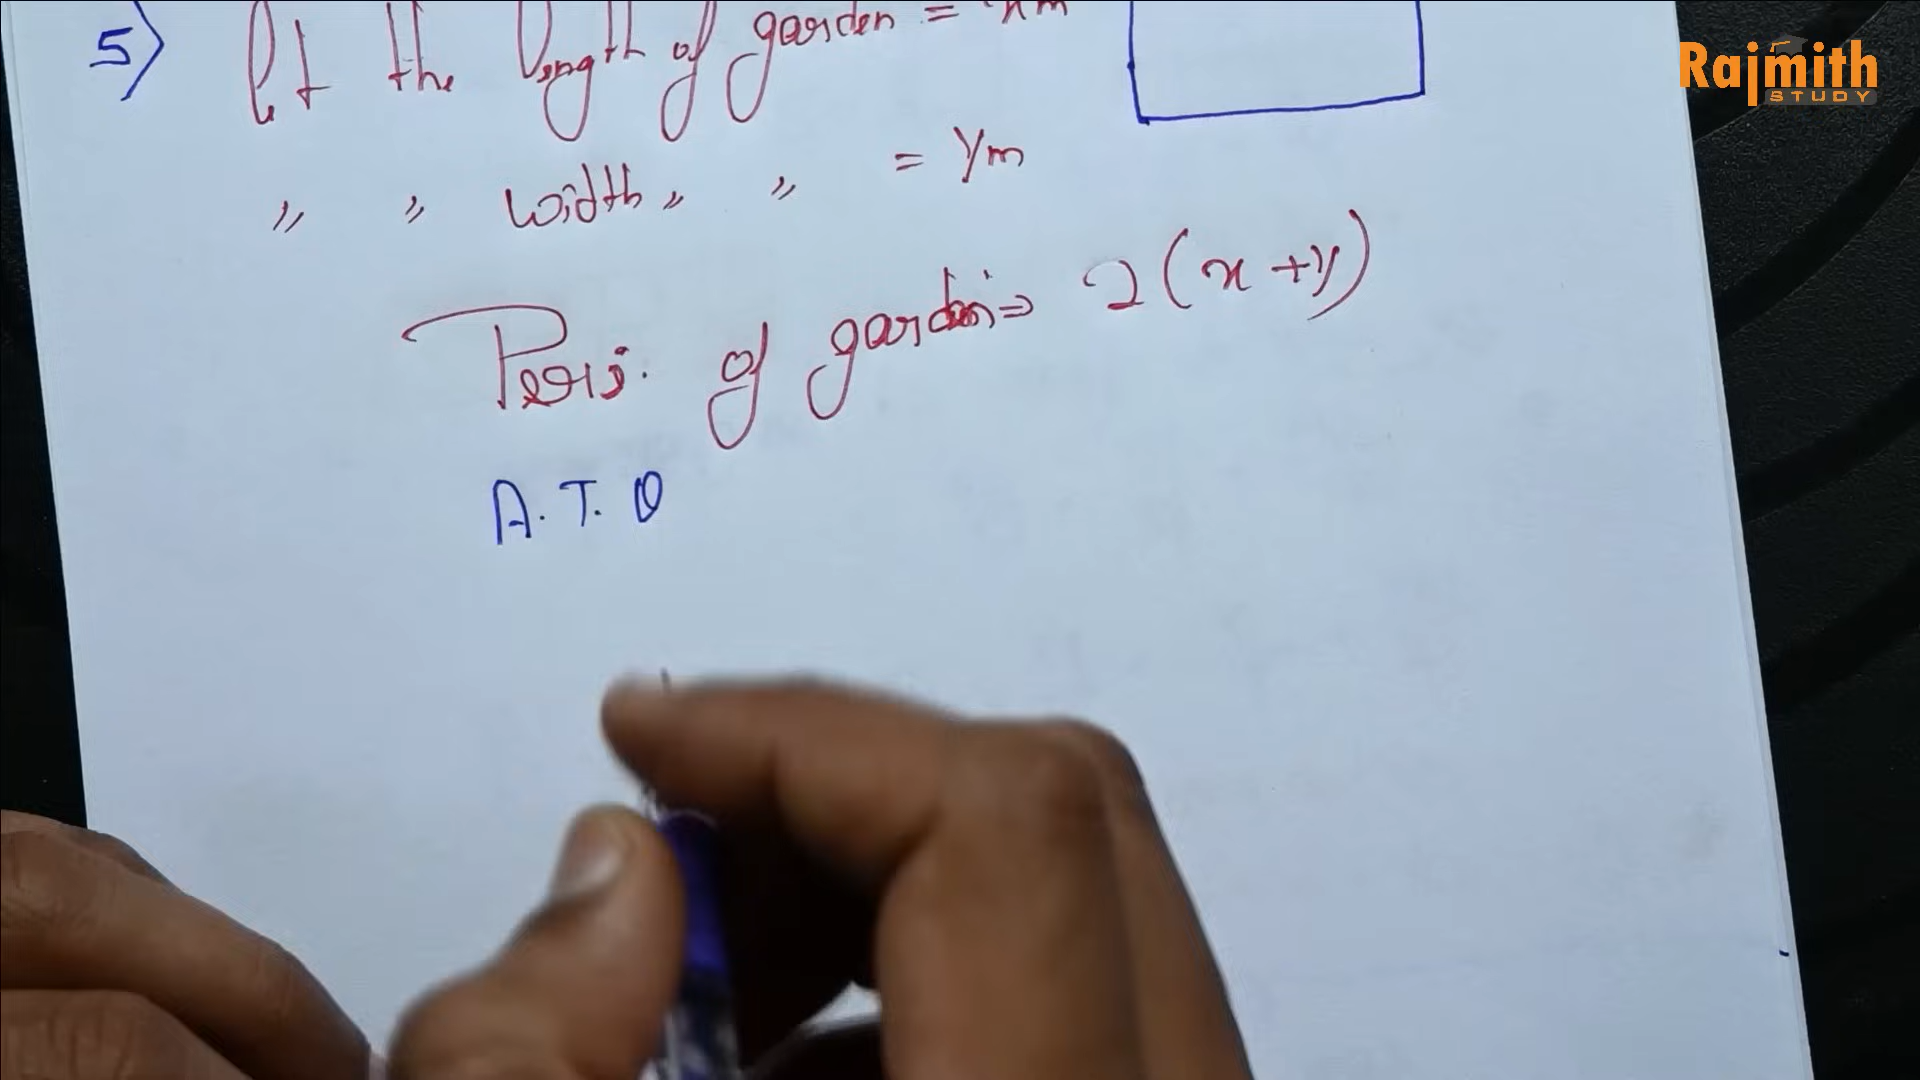 5) let the length of garden = xm
" " width " " = ym
Peri. of garden = 2(x+y)
A.T.Q
Rajmith
STUDY